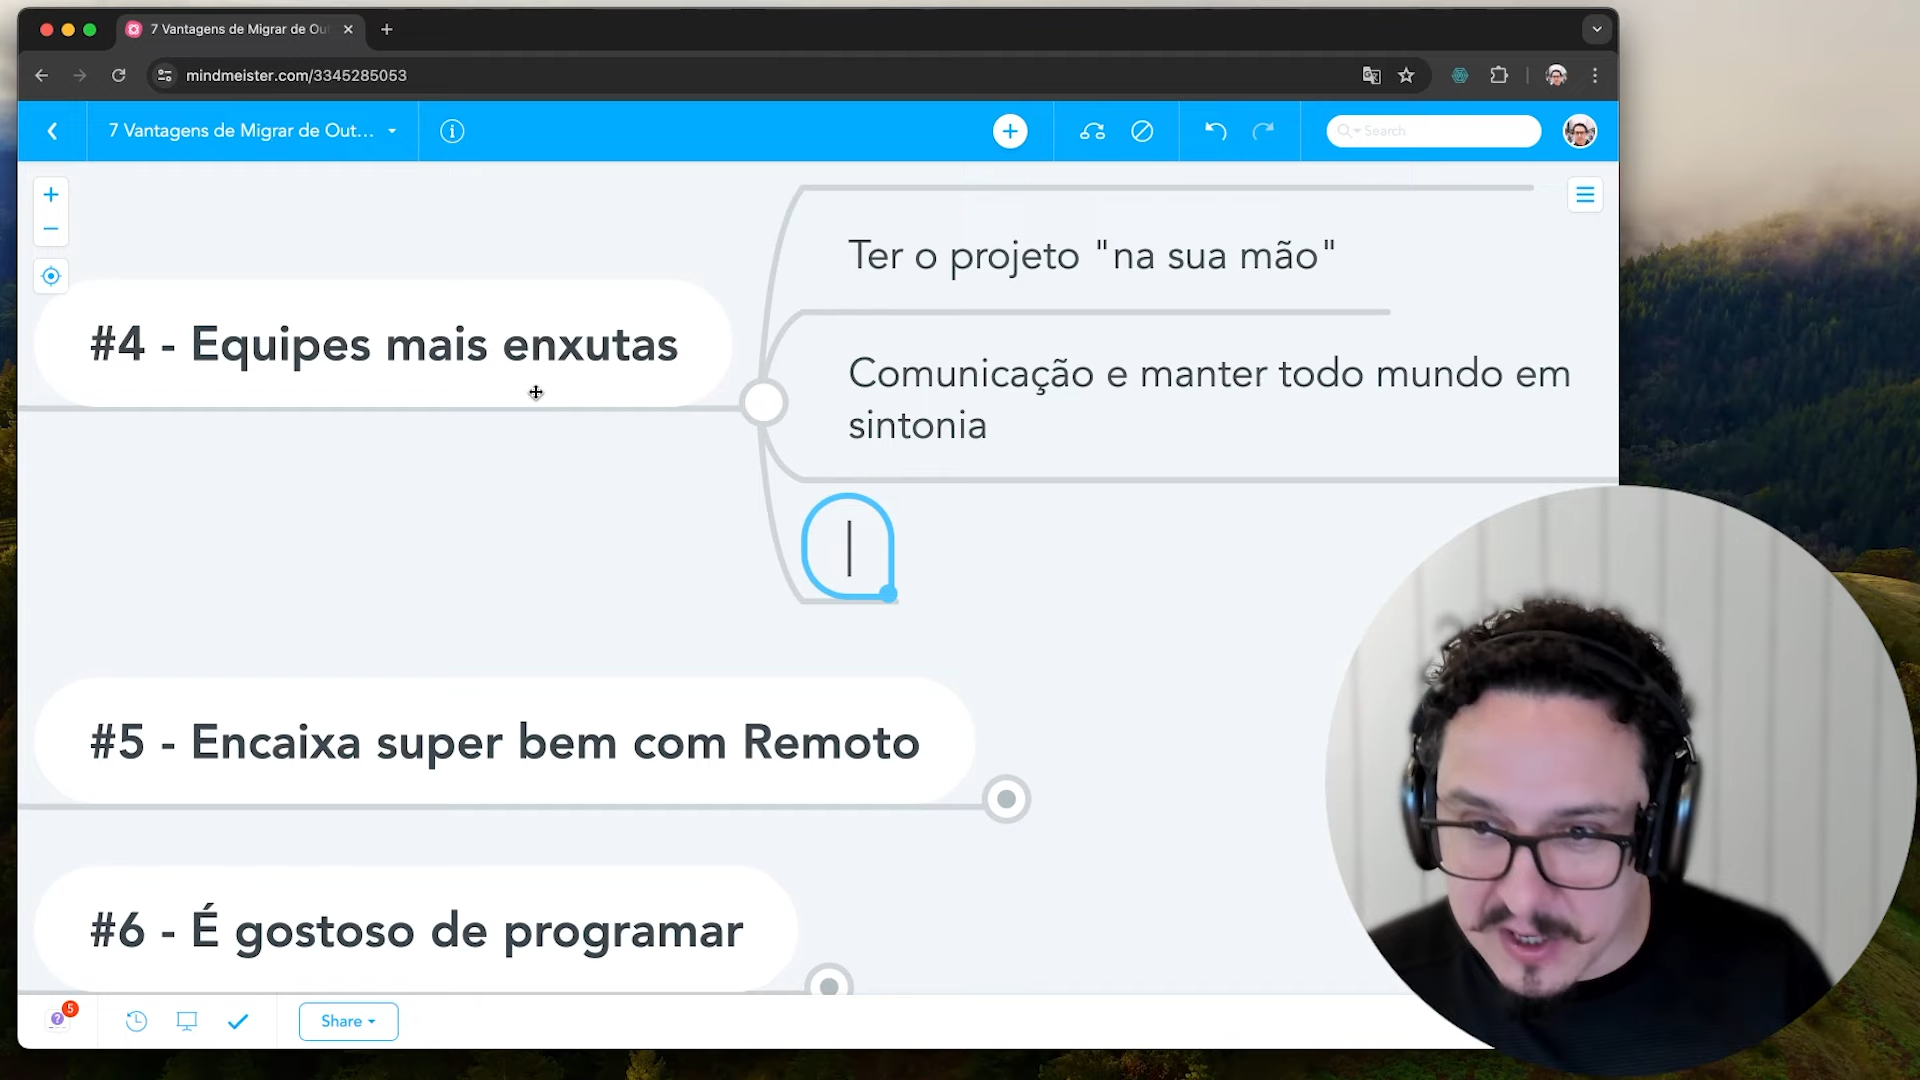 7 Vantagens de Migrar de Out
mindmeister.com/3345285053
7 Vantagens de Migrar de Out...
Search
Ter o projeto "na sua mão"
#4 - Equipes mais enxutas
Comunicação e manter todo mundo em
sintonia
#5 - Encaixa super bem com Remoto
#6 - É gostoso de programar
5
Share